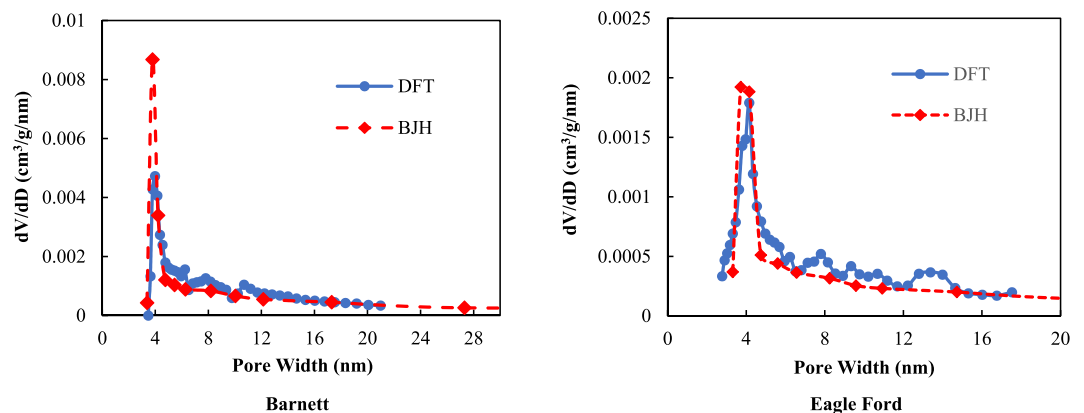 0.01
0.008
0.006
0.004
0.002
0
dV/dD (cm³/g/nm)
DFT
BJH
0 4 8 12 16 20 24 28
Pore Width (nm)
Barnett
0.0025
0.002
0.0015
0.001
0.0005
0
dV/dD (cm³/g/nm)
DFT
BJH
0 4 8 12 16 20
Pore Width (nm)
Eagle Ford